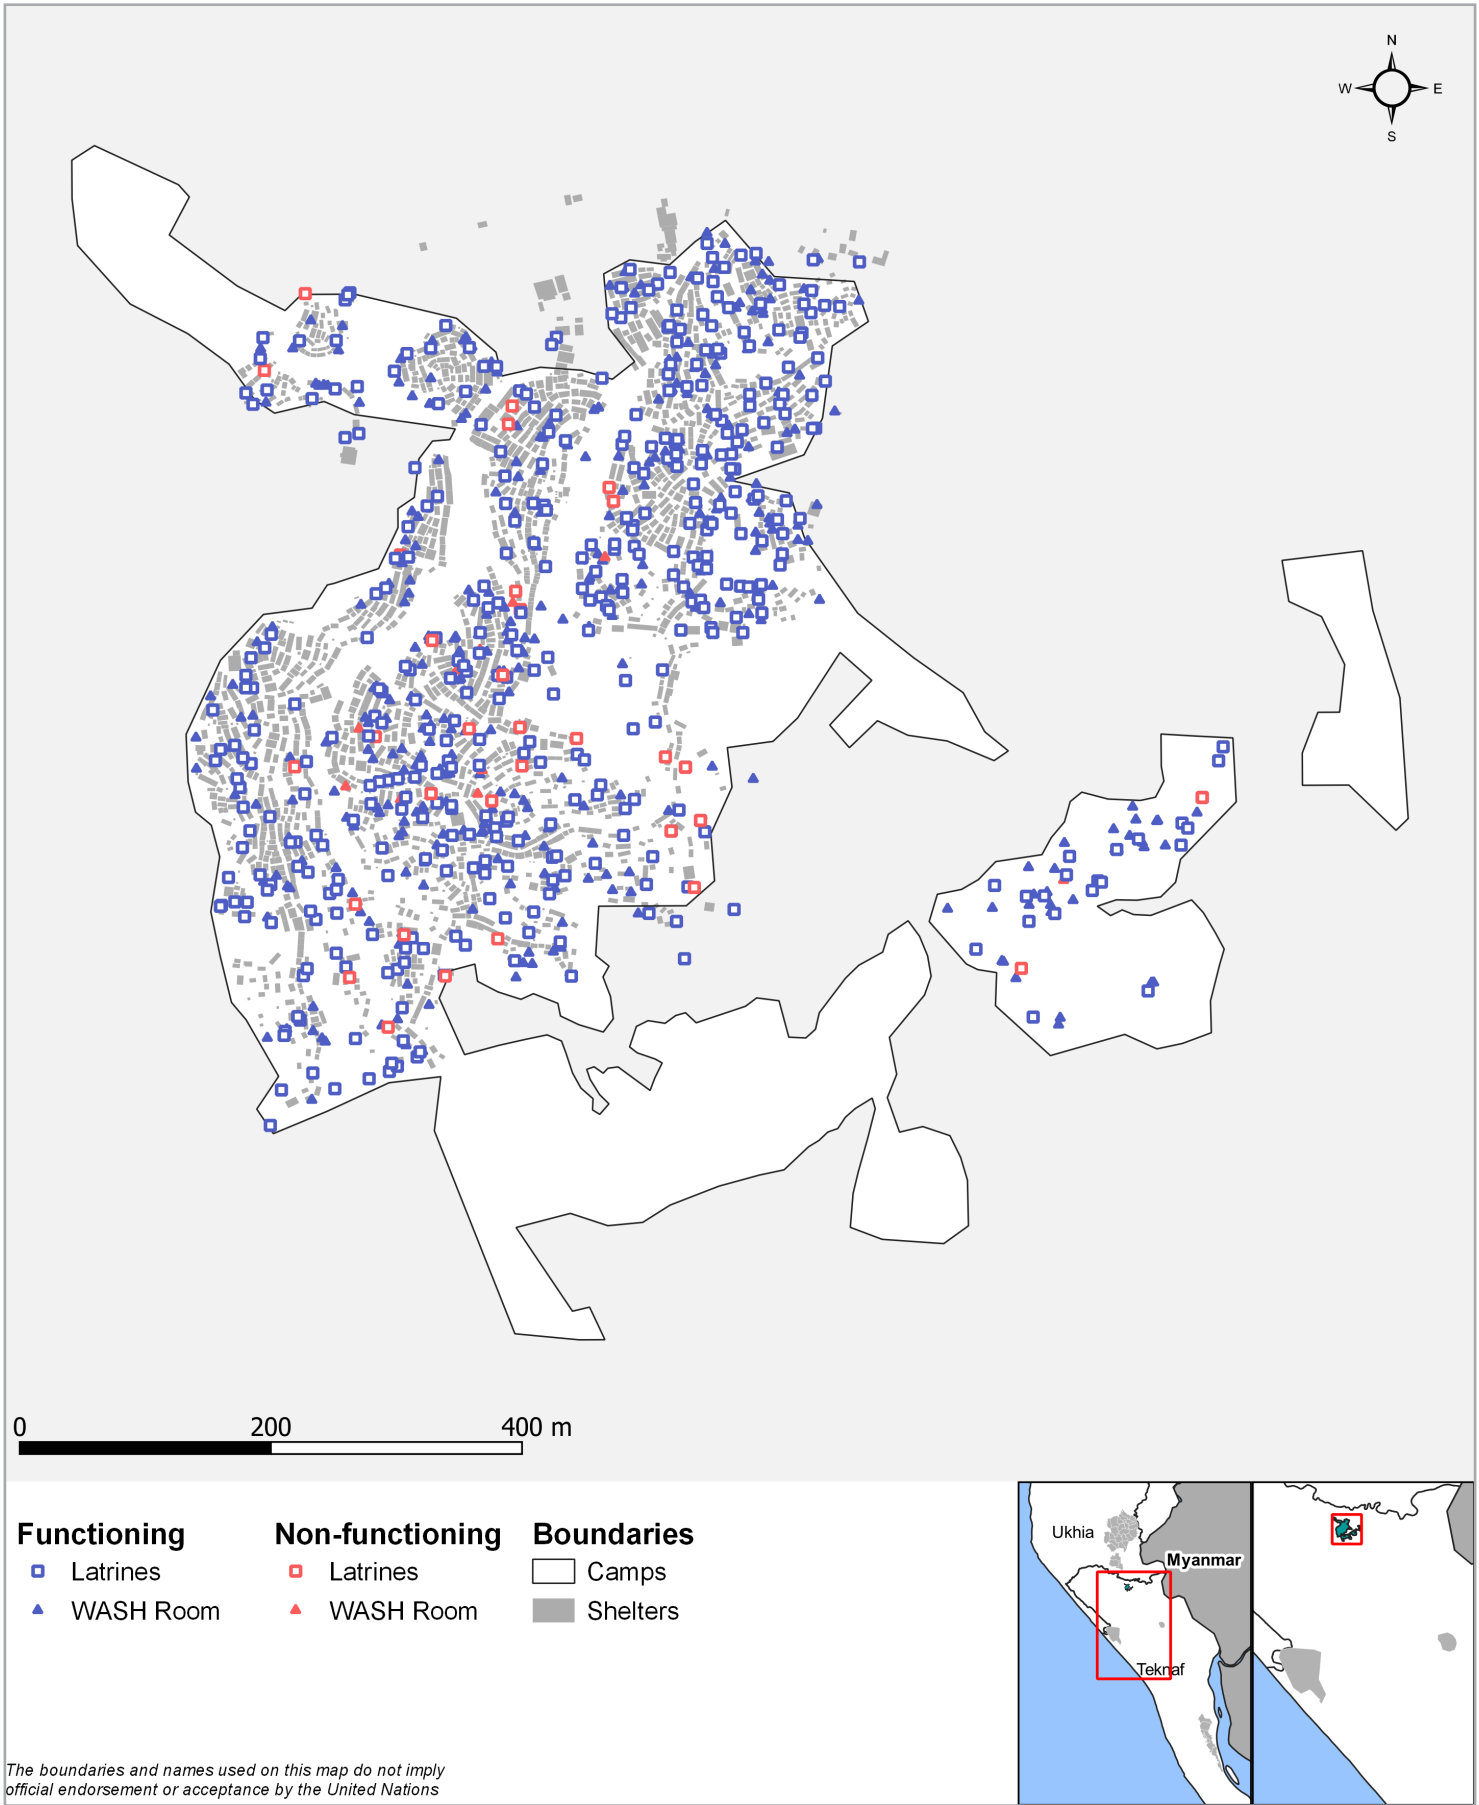 N
W E
S
0 200 400 m
Functioning Non-functioning Boundaries
Latrines Latrines Camps
WASH Room WASH Room Shelters
Ukhia
Myanmar
Teknaf
The boundaries and names used on this map do not imply
official endorsement or acceptance by the United Nations